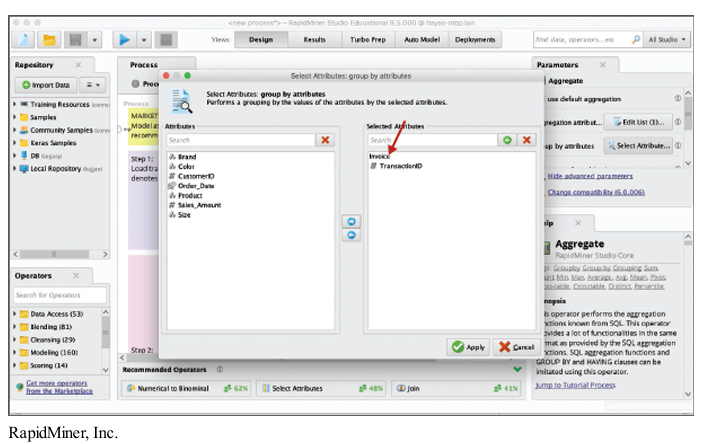 <new process*> – RapidMiner Studio Educational 9.5.000 @ hayas-mbp.lan
Views: Design Results Turbo Prep Auto Model Deployments Find data, operators...etc All Studio
Repository
Import Data
Training Resources
Samples
Community Samples
Keras Samples
DB (legacy)
Local Repository
Process
Process
MARKET
Model
recomm
Step 1:
Load tra
denotes
Step 2:
Select Attributes: group by attributes
Select Attributes: group by attributes
Performs a grouping by the values of the attributes by the selected attributes.
Attributes
Search
Brand
Color
CustomerID
Order_Date
Product
Sales_Amount
Size
Selected Attributes
Search
Invoice
TransactionID
Apply Cancel
Parameters
Aggregate
use default aggregation
gregation attribut... Edit List (1)...
up by attributes Select Attribute...
Hide advanced parameters
Change compatibility (6.0.006)
elp
Aggregate
RapidMiner Studio Core
Groupby, Group by, Grouping, Sum,
Min, Max, Average, Avg, Mean, Pivot,
Crosstable, Distinct, Percentile
nopsis
is operator performs the aggregation
nctions known from SQL. This operator
ovides a lot of functionalities in the same
rmat as provided by the SQL aggregation
nctions. SQL aggregation functions and
GROUP BY and HAVING clauses can be
imitated using this operator.
Jump to Tutorial Process
Operators
Search for Operators
Data Access (53)
Blending (81)
Cleansing (29)
Modeling (160)
Scoring (14)
Get more operators
from the Marketplace
Recommended Operators
Numerical to Binominal 62% Select Attributes 48% Join 41%
RapidMiner, Inc.